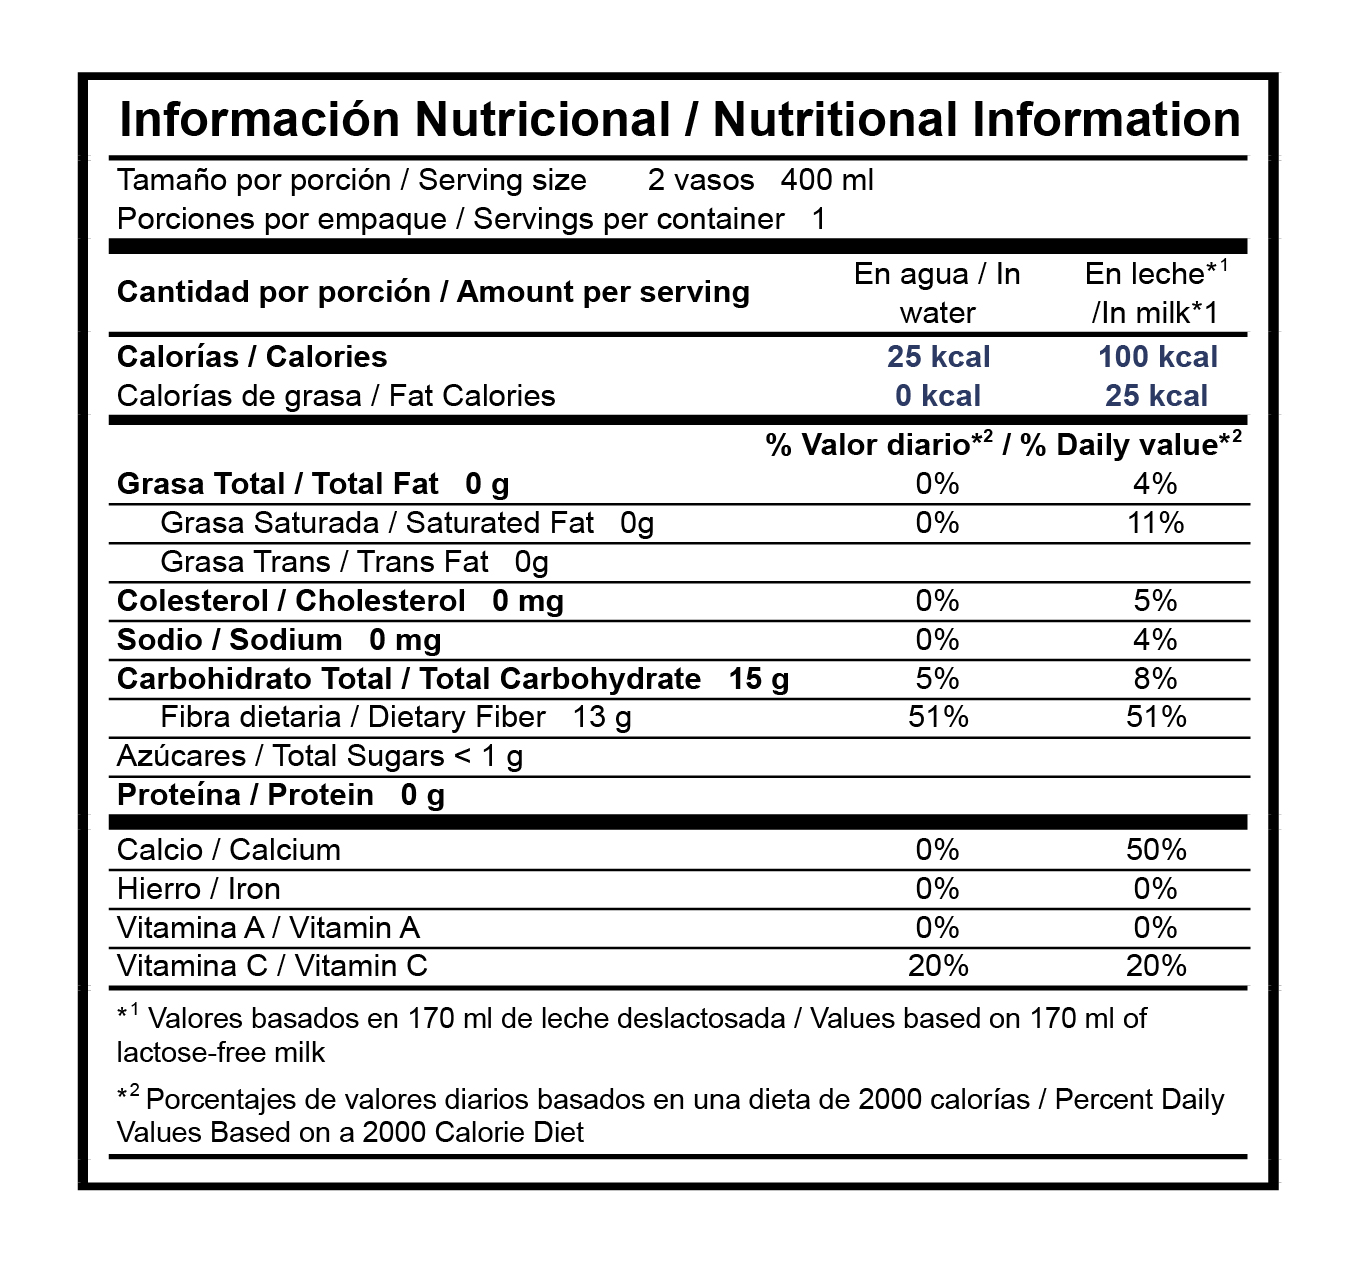 Información Nutricional / Nutritional Information
Tamaño por porción / Serving size 2 vasos 400 ml
Porciones por empaque / Servings per container 1
Cantidad por porción / Amount per serving
En agua / In water
En leche*¹ /In milk*1
Calorías / Calories 25 kcal 100 kcal
Calorías de grasa / Fat Calories 0 kcal 25 kcal
% Valor diario*² / % Daily value*²
Grasa Total / Total Fat 0 g 0% 4%
Grasa Saturada / Saturated Fat 0g 0% 11%
Grasa Trans / Trans Fat 0g
Colesterol / Cholesterol 0 mg 0% 5%
Sodio / Sodium 0 mg 0% 4%
Carbohidrato Total / Total Carbohydrate 15 g 5% 8%
Fibra dietaria / Dietary Fiber 13 g 51% 51%
Azúcares / Total Sugars < 1 g
Proteína / Protein 0 g
Calcio / Calcium 0% 50%
Hierro / Iron 0% 0%
Vitamina A / Vitamin A 0% 0%
Vitamina C / Vitamin C 20% 20%
*¹ Valores basados en 170 ml de leche deslactosada / Values based on 170 ml of
lactose-free milk
*² Porcentajes de valores diarios basados en una dieta de 2000 calorías / Percent Daily
Values Based on a 2000 Calorie Diet